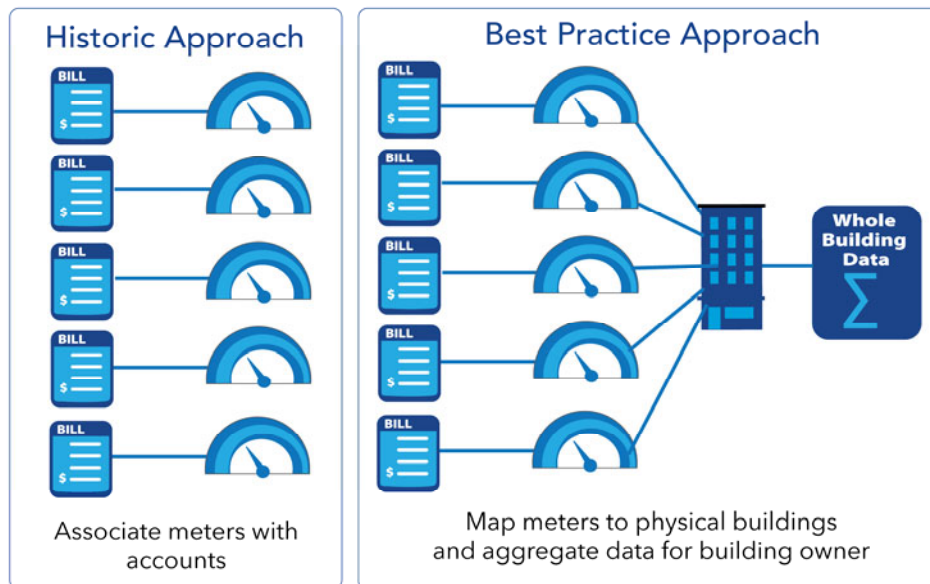 Historic Approach
BILL
$
BILL
$
BILL
$
BILL
$
BILL
$
Associate meters with
accounts
Best Practice Approach
BILL
$
BILL
$
BILL
$
BILL
$
BILL
$
Whole
Building
Data
Σ
Map meters to physical buildings
and aggregate data for building owner